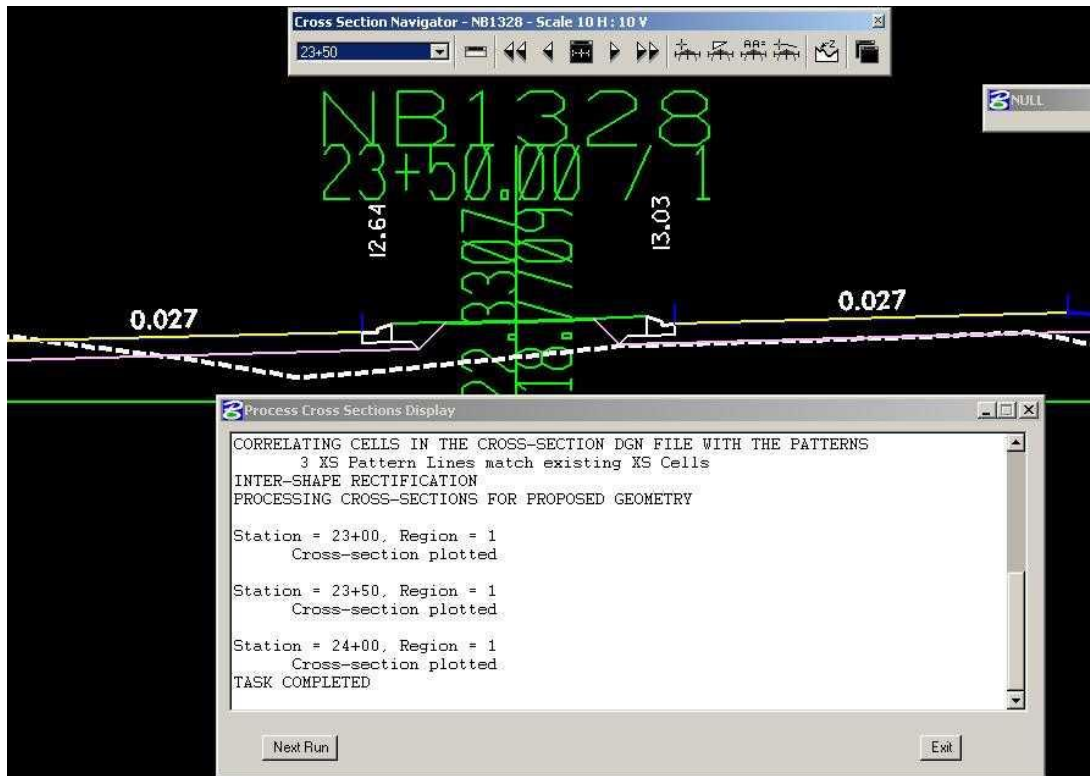 Cross Section Navigator - NB1328 - Scale 10 H : 10 V
23+50
NULL
NB1328
23+50.00 / 1
12.64
13.03
0.027
0.027
Process Cross Sections Display
CORRELATING CELLS IN THE CROSS-SECTION DGN FILE WITH THE PATTERNS
3 XS Pattern Lines match existing XS Cells
INTER-SHAPE RECTIFICATION
PROCESSING CROSS-SECTIONS FOR PROPOSED GEOMETRY
Station = 23+00, Region = 1
Cross-section plotted
Station = 23+50, Region = 1
Cross-section plotted
Station = 24+00, Region = 1
Cross-section plotted
TASK COMPLETED
Next Run
Exit